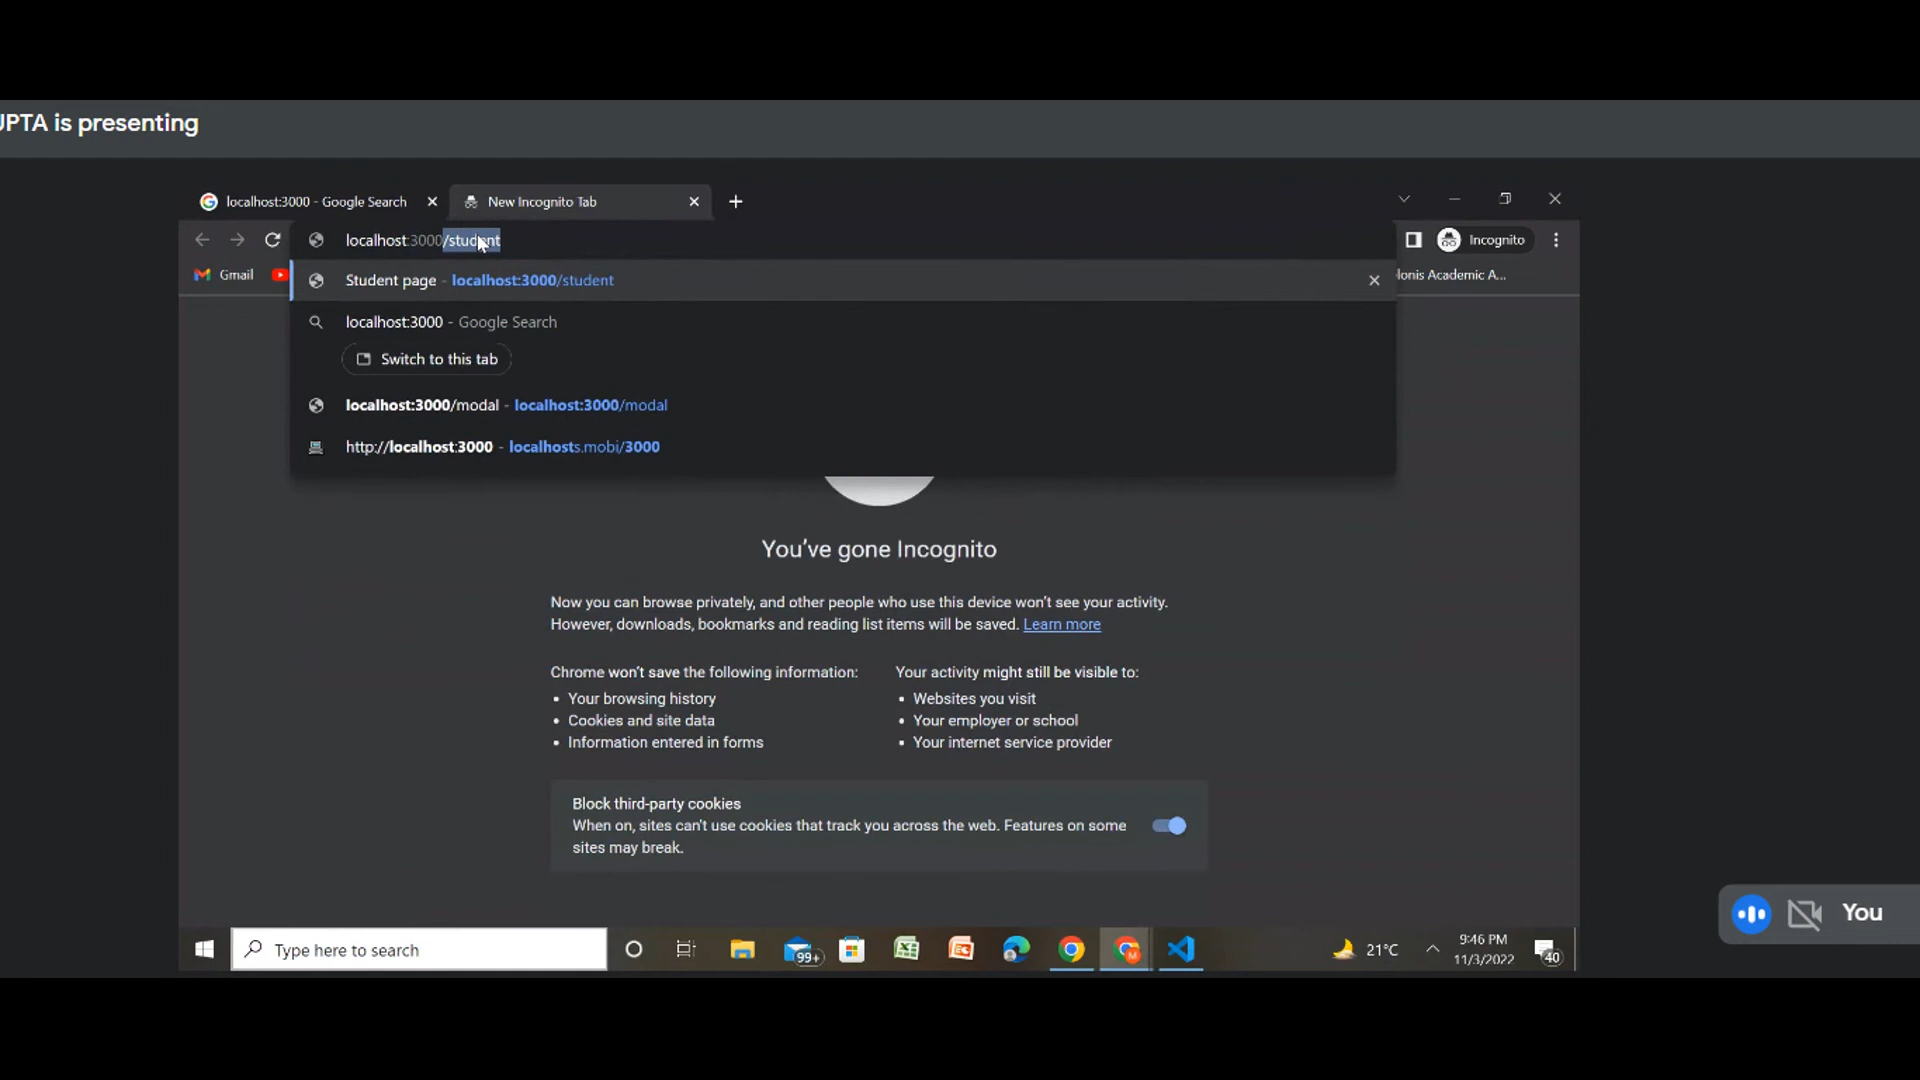 UPTA is presenting
localhost:3000 - Google Search
New Incognito Tab
localhost:3000/student
Incognito
Gmail
lonis Academic A...
Student page - localhost:3000/student
localhost:3000 - Google Search
Switch to this tab
localhost:3000/modal - localhost:3000/modal
http://localhost:3000 - localhosts.mobi/3000
You've gone Incognito
Now you can browse privately, and other people who use this device won't see your activity.
However, downloads, bookmarks and reading list items will be saved. Learn more
Chrome won't save the following information:
Your browsing history
Cookies and site data
Information entered in forms
Your activity might still be visible to:
Websites you visit
Your employer or school
Your internet service provider
Block third-party cookies
When on, sites can't use cookies that track you across the web. Features on some
sites may break.
You
Type here to search
99+
21°C
9:46 PM
11/3/2022
40